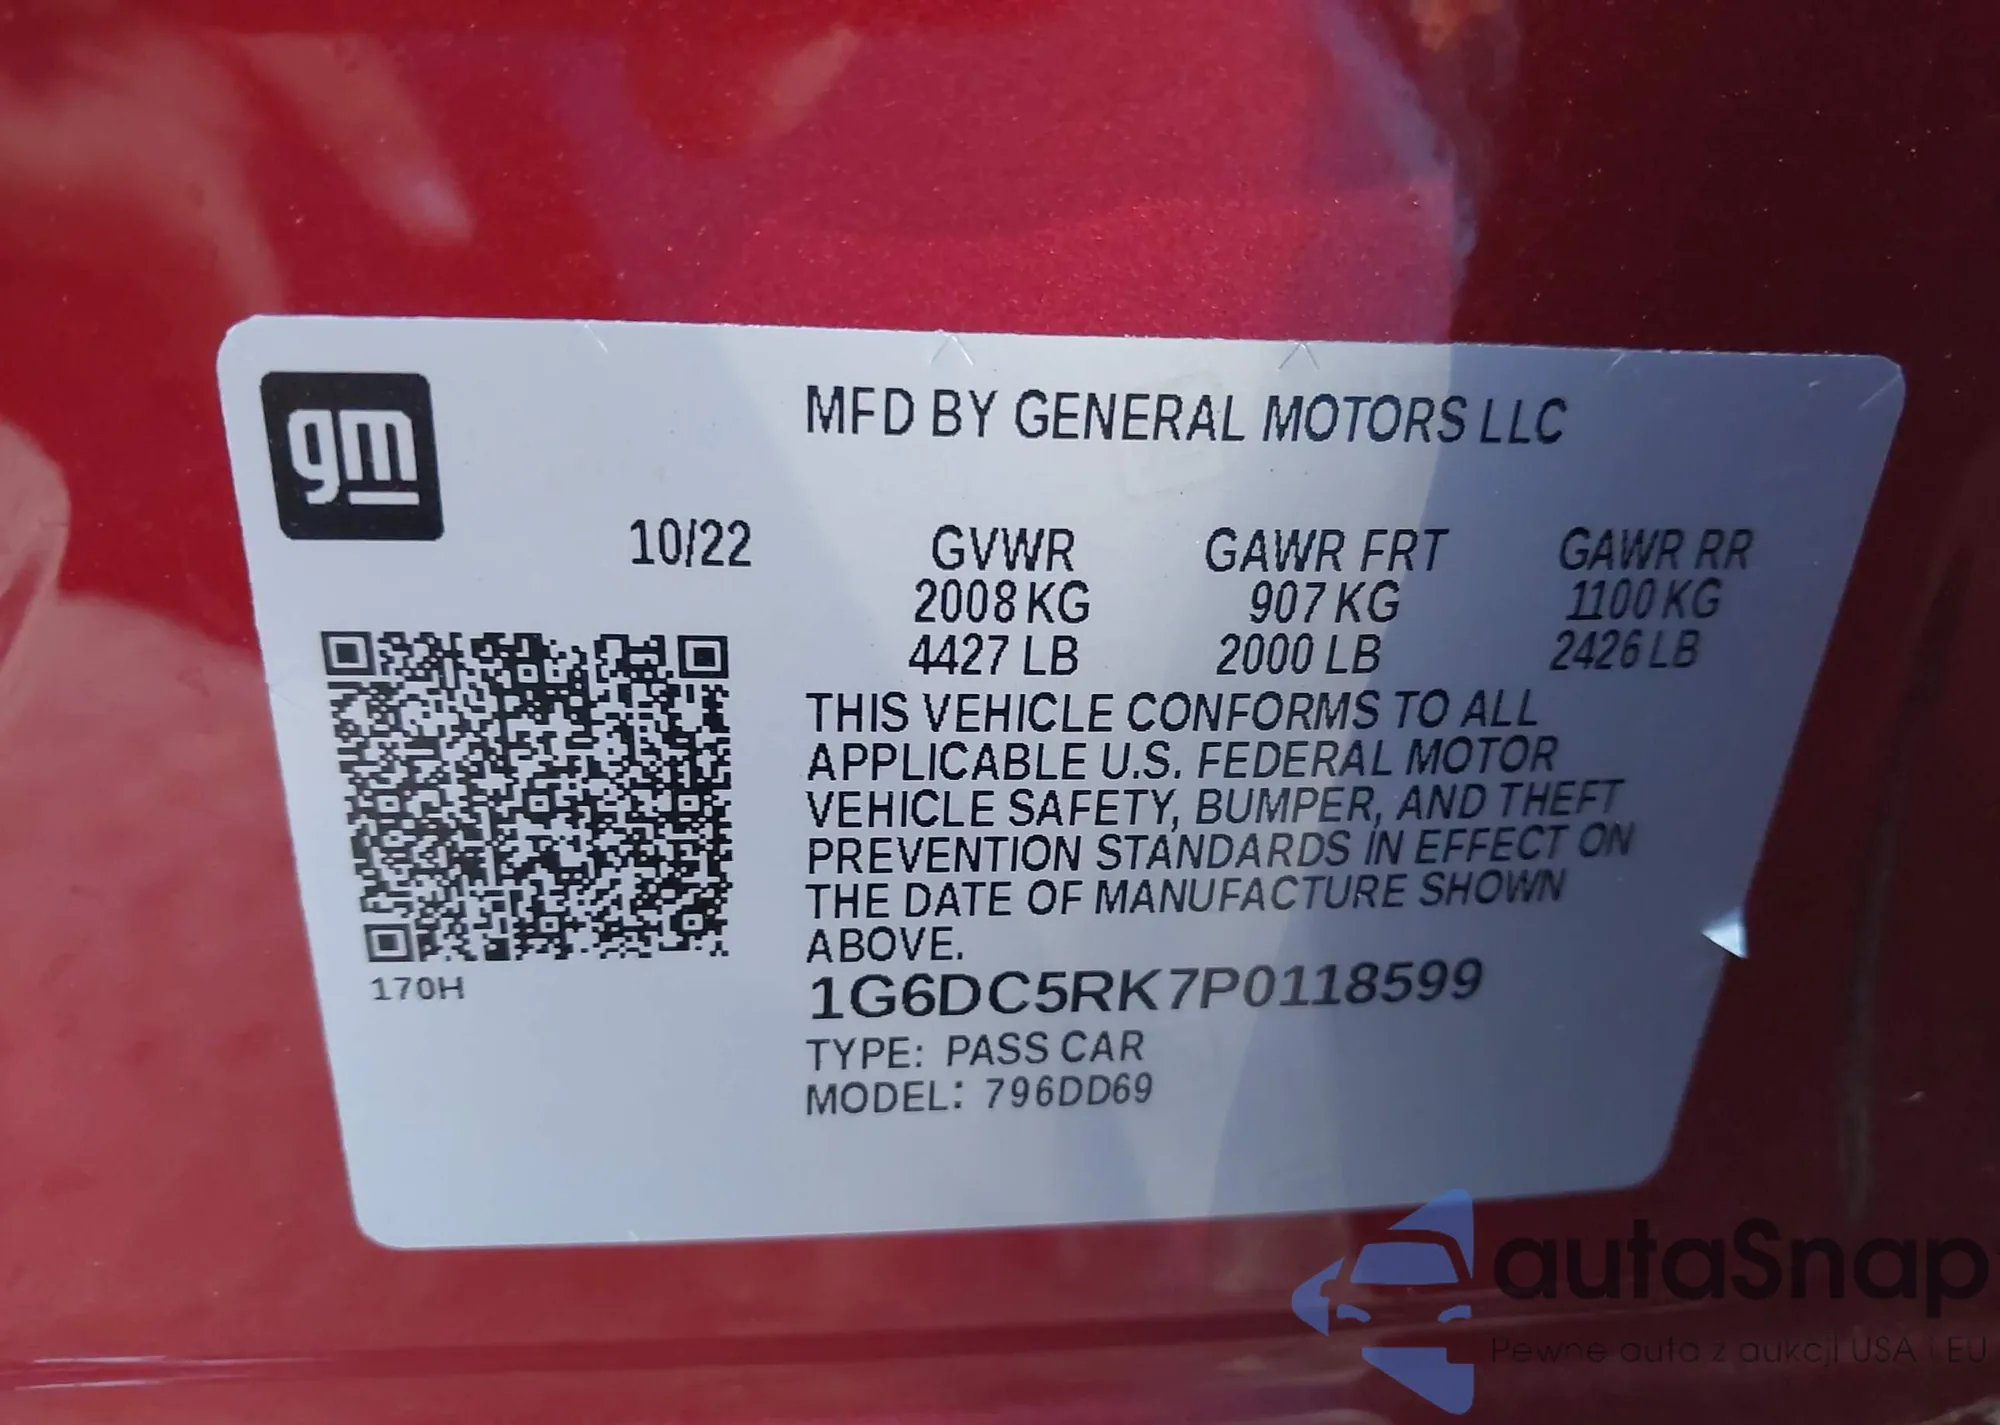 gm
MFD BY GENERAL MOTORS LLC
10/22
GVWR GAWR FRT GAWR RR
2008 KG 907 KG 1100 KG
4427 LB 2000 LB 2426 LB
THIS VEHICLE CONFORMS TO ALL
APPLICABLE U.S. FEDERAL MOTOR
VEHICLE SAFETY, BUMPER, AND THEFT
PREVENTION STANDARDS IN EFFECT ON
THE DATE OF MANUFACTURE SHOWN
ABOVE.
170H
1G6DC5RK7P0118599
TYPE: PASS CAR
MODEL: 796DD69
autaSnap
Pewne auta z aukcji USA i EU